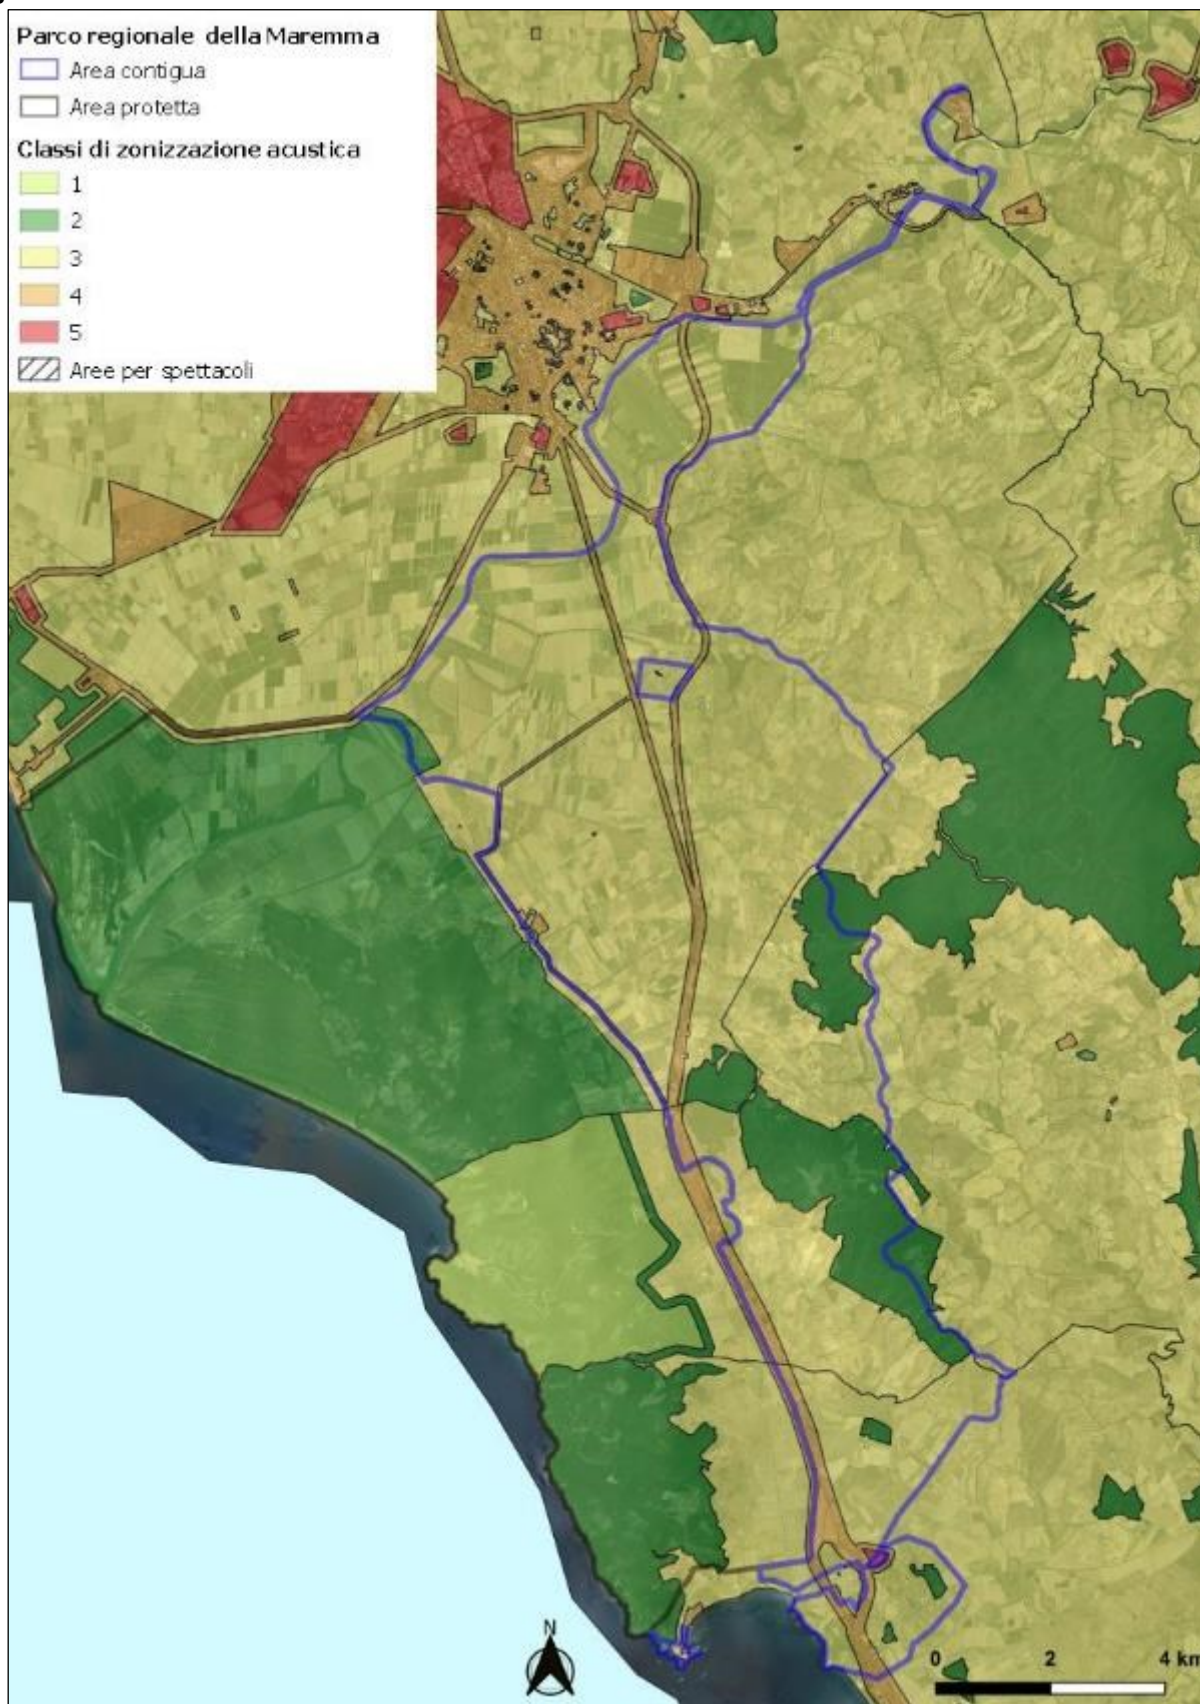 Parco regionale della Maremma
Area contigua
Area protetta
Classi di zonizzazione acustica
1
2
3
4
5
Aree per spettacoli
N
0 2 4 km